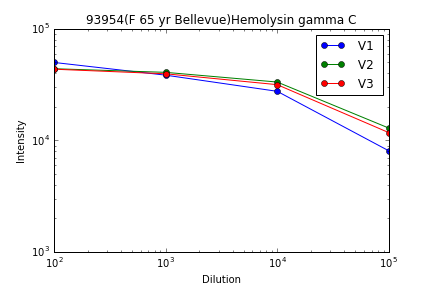 93954(F 65 yr Bellevue)Hemolysin gamma C
10^5
V1
V2
V3
10^4
10^3
Intensity
10^2
10^3
10^4
10^5
Dilution